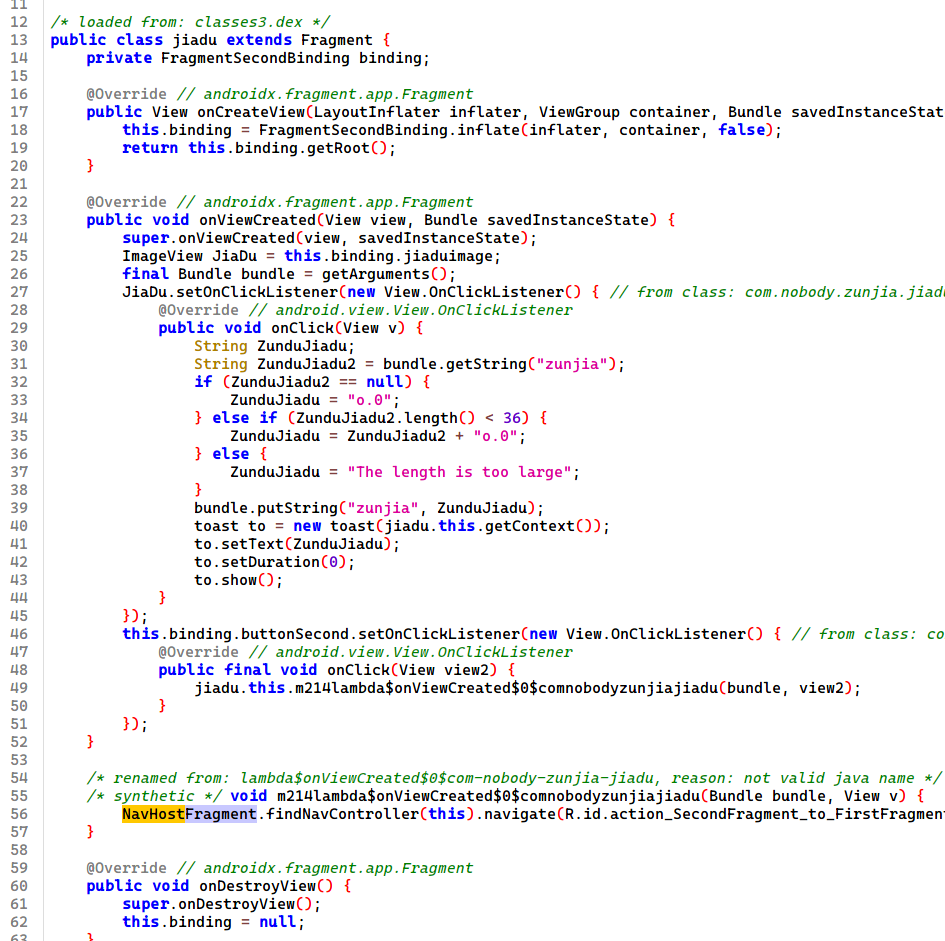 11
12 /* loaded from: classes3.dex */
13 public class jiadu extends Fragment {
14     private FragmentSecondBinding binding;
15
16     @Override // androidx.fragment.app.Fragment
17     public View onCreateView(LayoutInflater inflater, ViewGroup container, Bundle savedInstanceStat
18         this.binding = FragmentSecondBinding.inflate(inflater, container, false);
19         return this.binding.getRoot();
20     }
21
22     @Override // androidx.fragment.app.Fragment
23     public void onViewCreated(View view, Bundle savedInstanceState) {
24         super.onViewCreated(view, savedInstanceState);
25         ImageView JiaDu = this.binding.jiaduimage;
26         final Bundle bundle = getArguments();
27         JiaDu.setOnClickListener(new View.OnClickListener() { // from class: com.nobody.zunjia.jiadu
28             @Override // android.view.View.OnClickListener
29             public void onClick(View v) {
30                 String ZunduJiadu;
31                 String ZunduJiadu2 = bundle.getString("zunjia");
32                 if (ZunduJiadu2 == null) {
33                     ZunduJiadu = "o.0";
34                 } else if (ZunduJiadu2.length() < 36) {
35                     ZunduJiadu = ZunduJiadu2 + "o.0";
36                 } else {
37                     ZunduJiadu = "The length is too large";
38                 }
39                 bundle.putString("zunjia", ZunduJiadu);
40                 toast to = new toast(jiadu.this.getContext());
41                 to.setText(ZunduJiadu);
42                 to.setDuration(0);
43                 to.show();
44             }
45         });
46         this.binding.buttonSecond.setOnClickListener(new View.OnClickListener() { // from class: co
47             @Override // android.view.View.OnClickListener
48             public final void onClick(View view2) {
49                 jiadu.this.m214lambda$onViewCreated$0$comnobodyzunjiajiadu(bundle, view2);
50             }
51         });
52     }
53
54     /* renamed from: lambda$onViewCreated$0$com-nobody-zunjia-jiadu, reason: not valid java name */
55     /* synthetic */ void m214lambda$onViewCreated$0$comnobodyzunjiajiadu(Bundle bundle, View v) {
56         NavHostFragment.findNavController(this).navigate(R.id.action_SecondFragment_to_FirstFragment
57     }
58
59     @Override // androidx.fragment.app.Fragment
60     public void onDestroyView() {
61         super.onDestroyView();
62         this.binding = null;
63     }